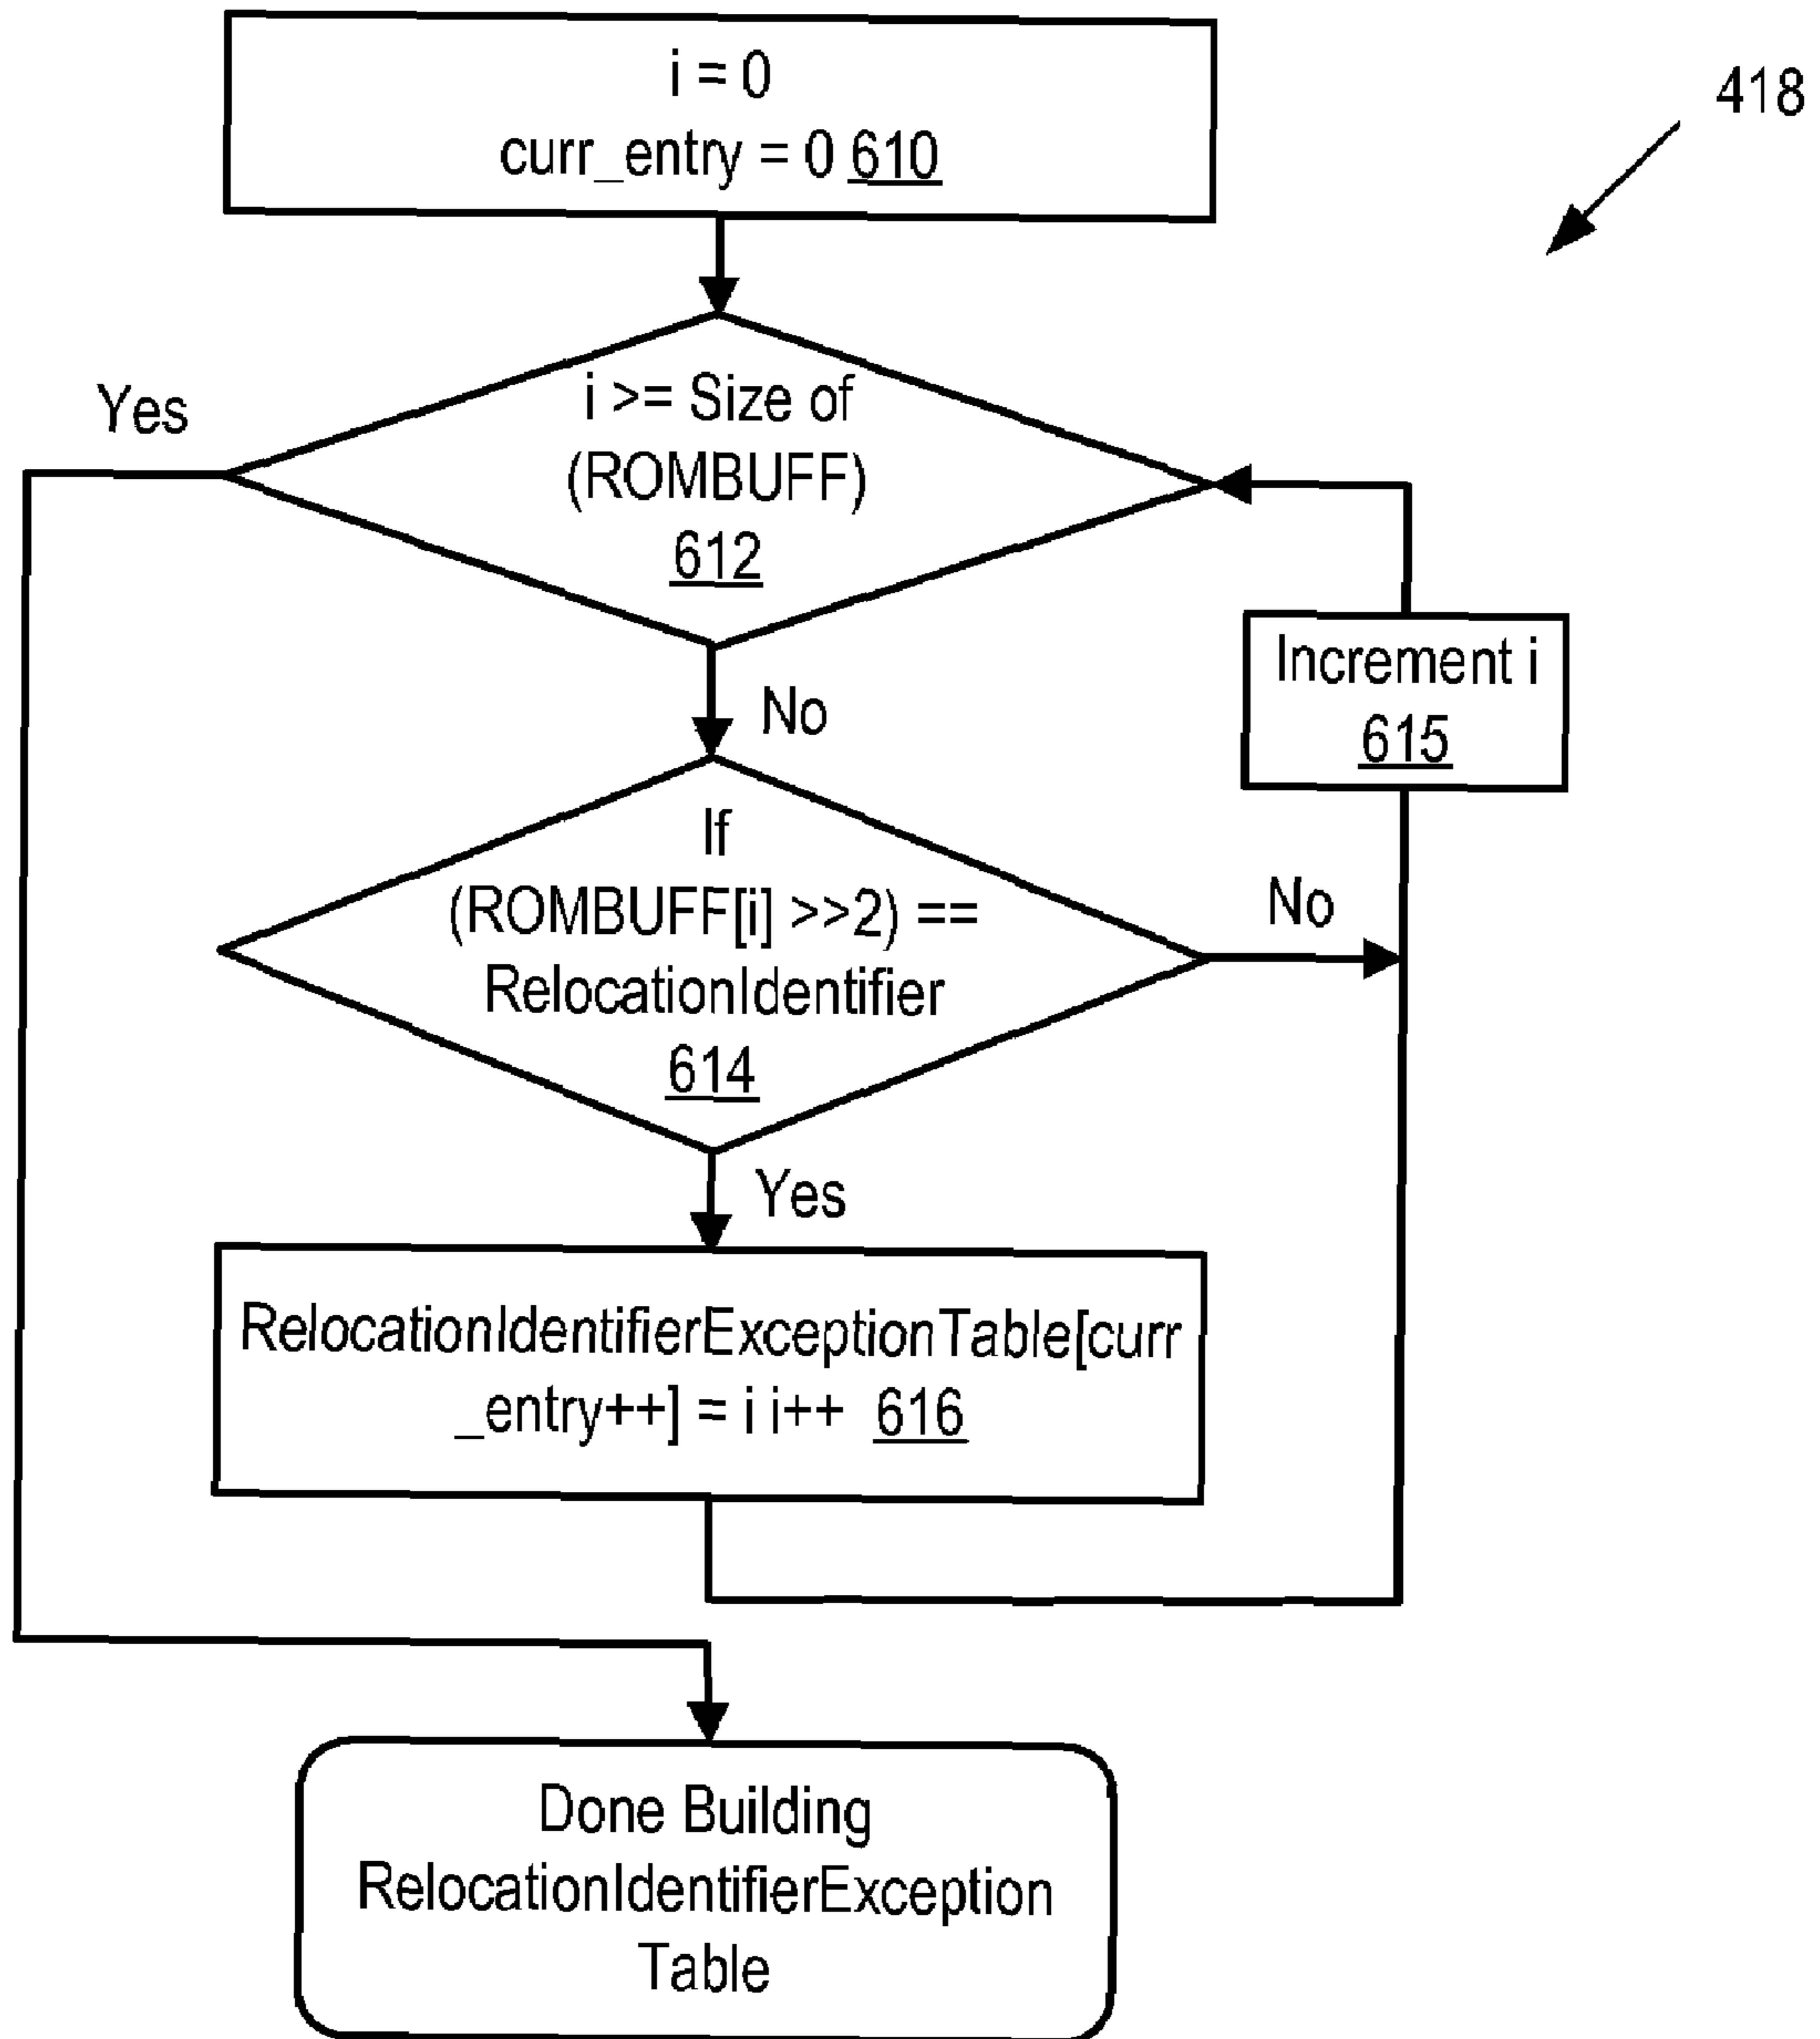 i = 0
curr_entry = 0 610
418
i >= Size of
(ROMBUFF)
612
Yes
No
Increment i
615
If
(ROMBUFF[i] >>2) ==
RelocationIdentifier
614
No
Yes
RelocationIdentifierExceptionTable[curr
_entry++] = i i++ 616
Done Building
RelocationIdentifierException
Table